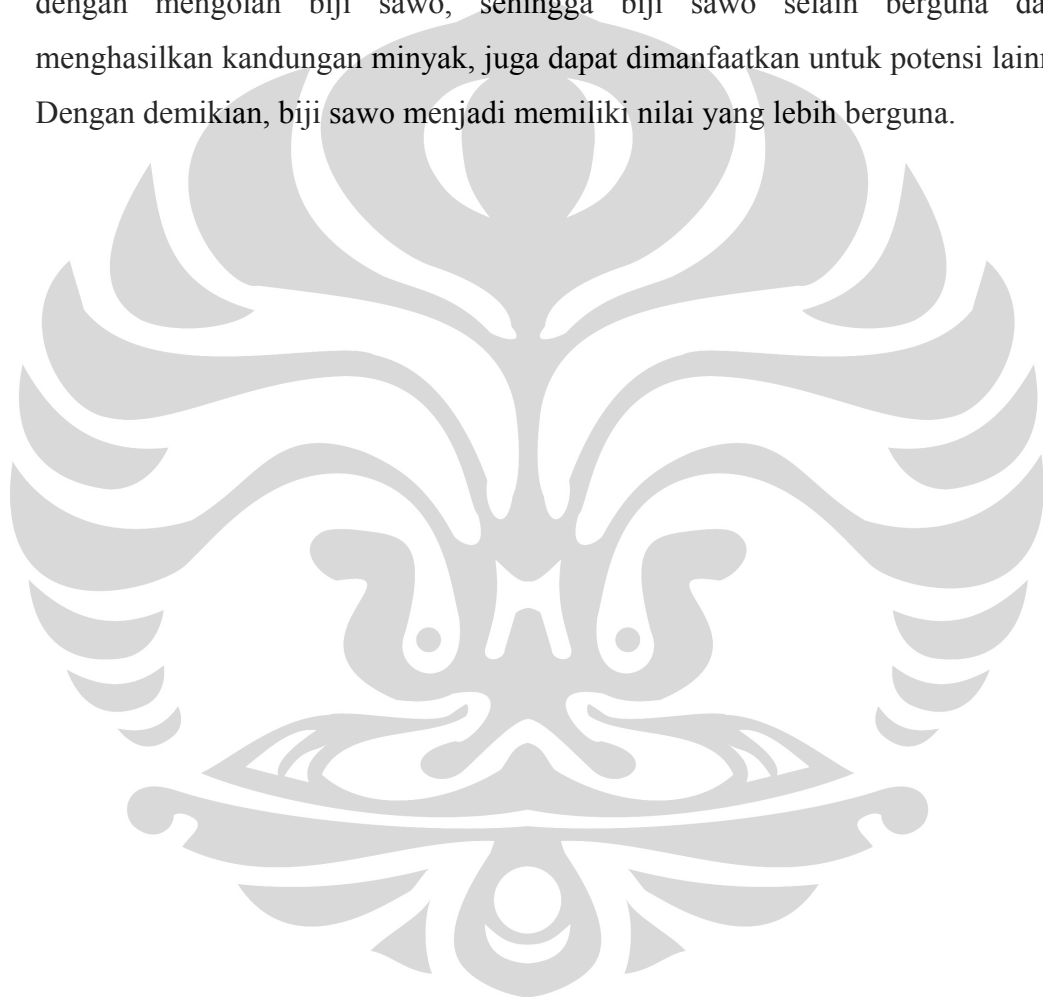 dengan mengolah biji sawo, sehingga biji sawo selain berguna
menghasilkan kandungan minyak, juga dapat dimanfaatkan untuk potensi
Dengan demikian, biji sawo menjadi memiliki nilai yang lebih berguna.